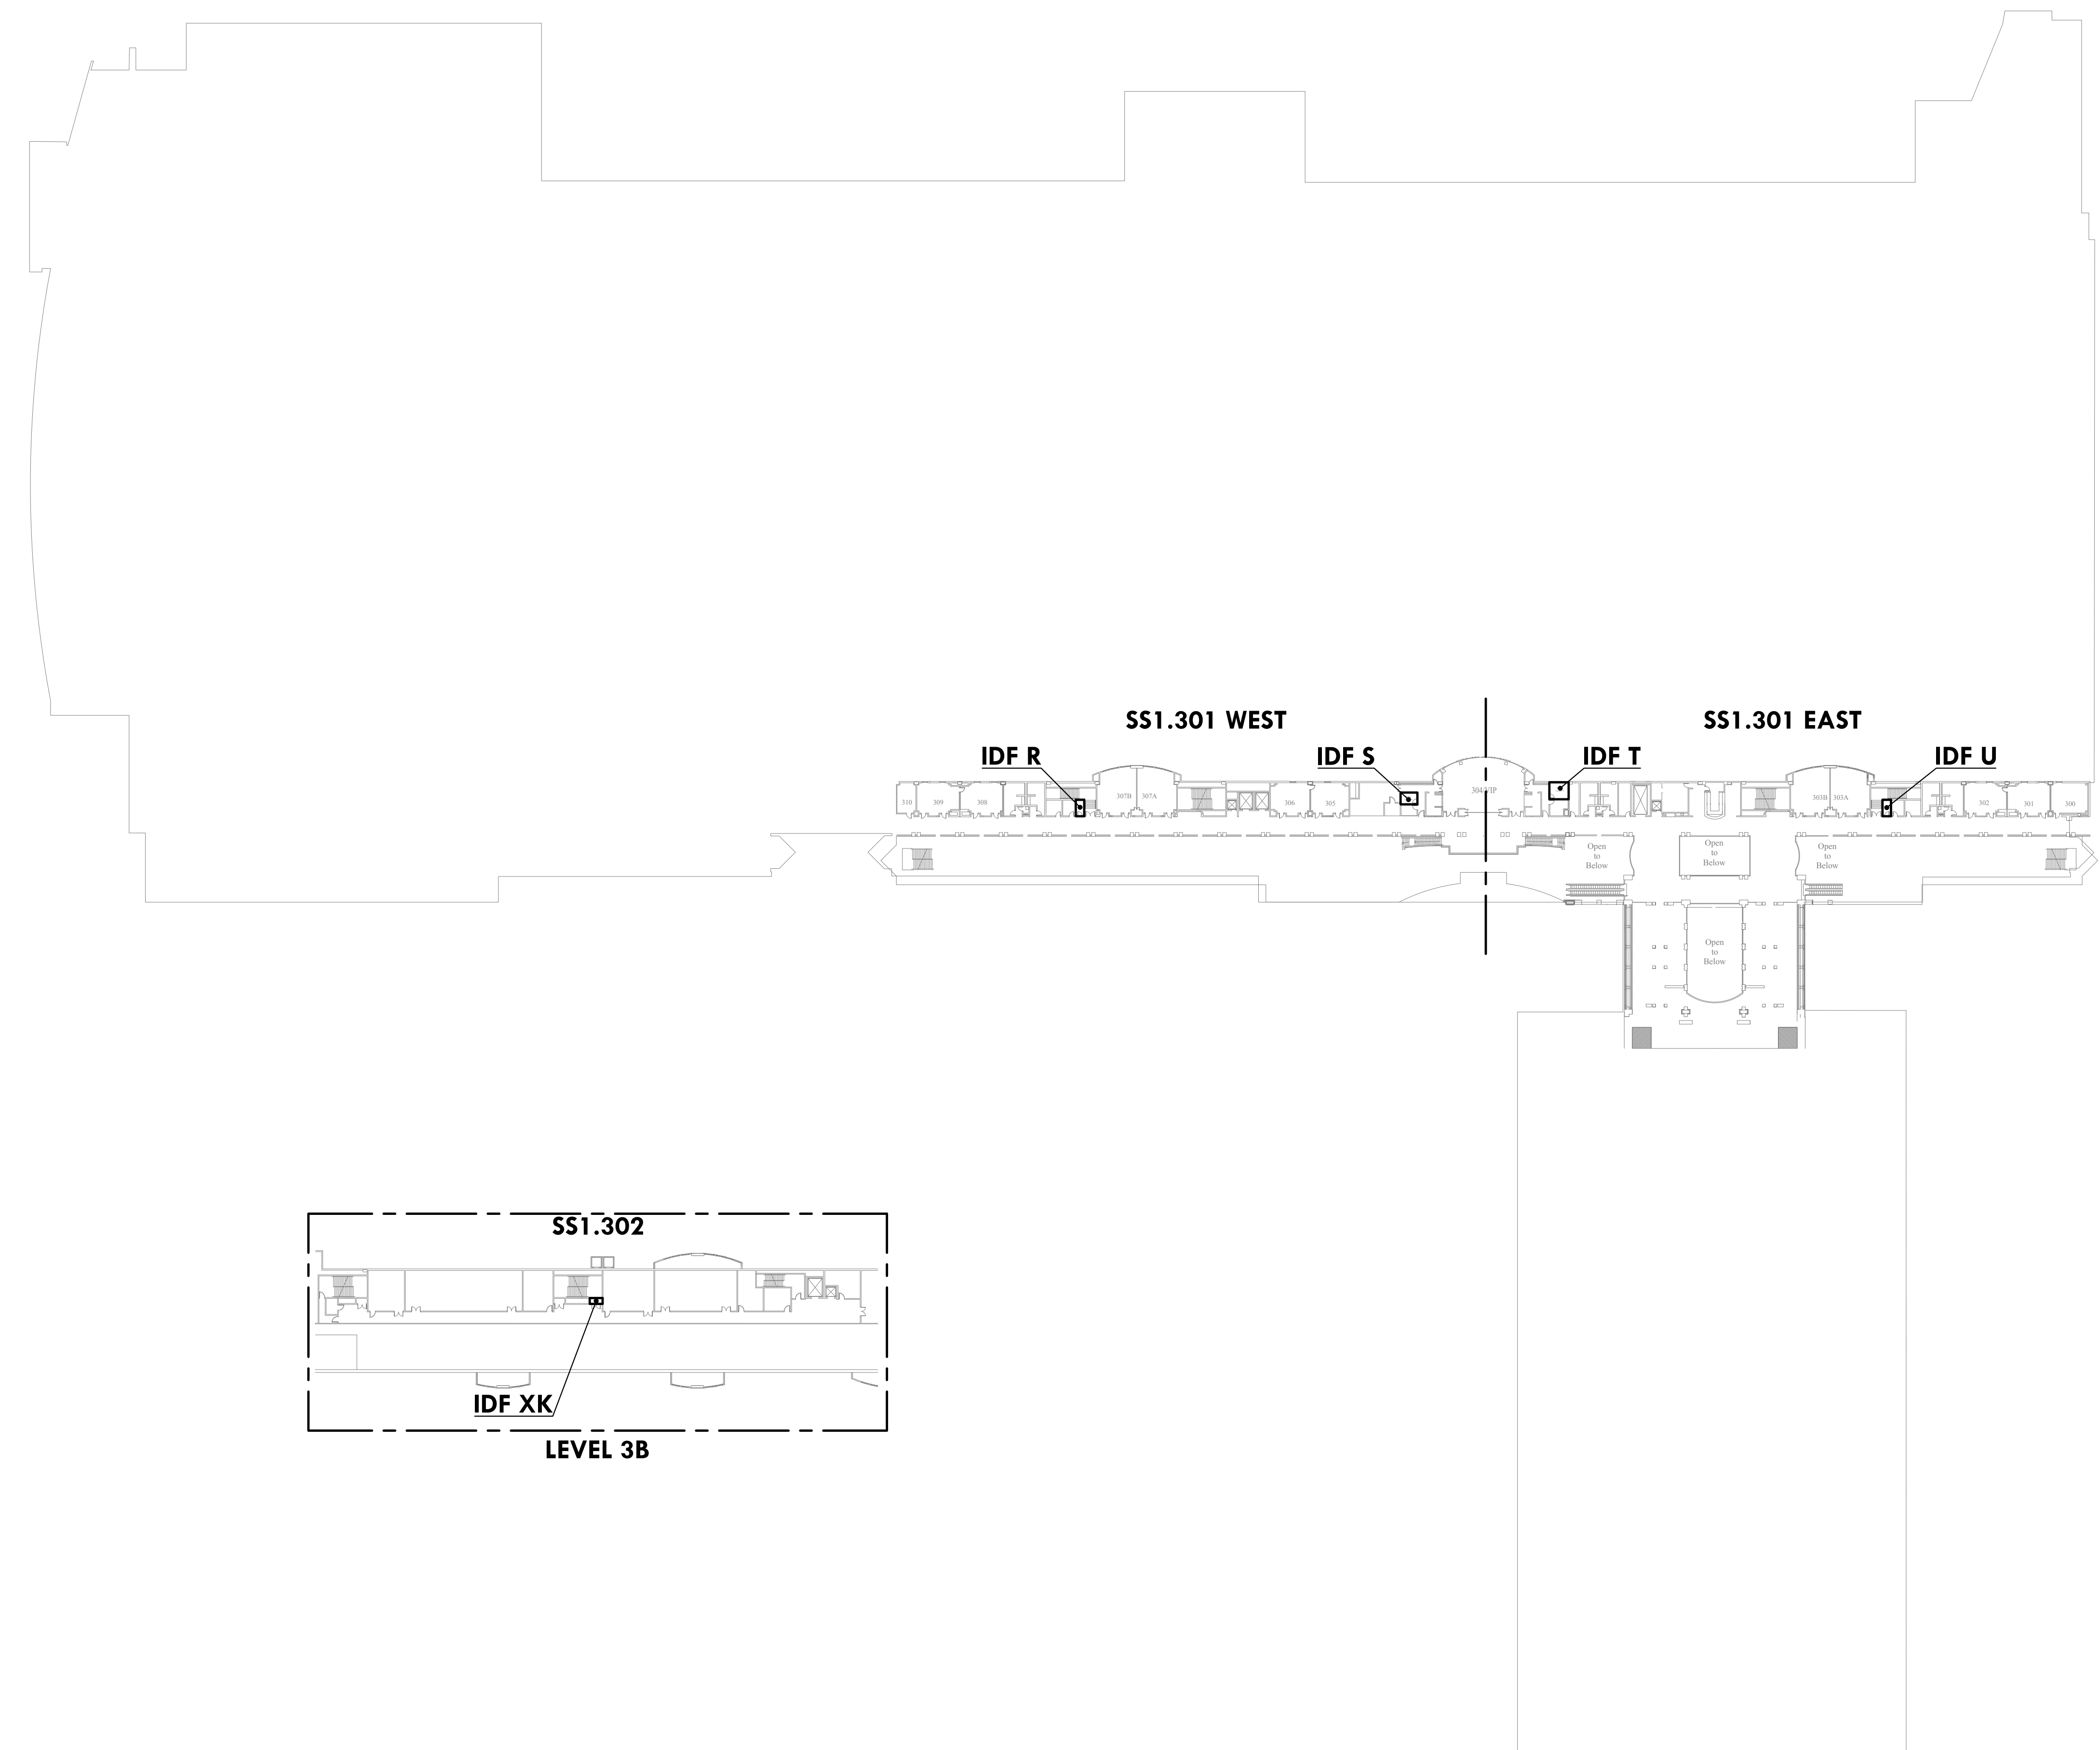 SS1.301 WEST
SS1.301 EAST
IDF R
IDF S
IDF T
IDF U
310
309
308
307B
307A
306
305
304/VIP
303B
303A
302
301
300
Open
to
Below
Open
to
Below
Open
to
Below
Open
to
Below
SS1.302
IDF XK
LEVEL 3B